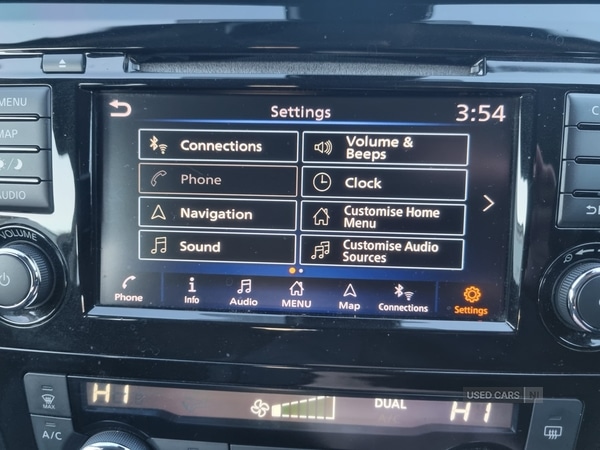 Settings
3:54
MENU
MAP
AUDIO
VOLUME
Connections
Volume &
Beeps
Phone
Clock
Navigation
Customise Home
Menu
Sound
Customise Audio
Sources
Phone
Info
Audio
MENU
Map
Connections
Settings
MAX
A/C
HI
DUAL
HI
USED CARS NI